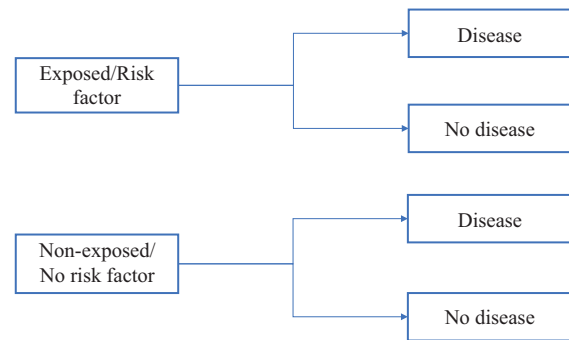 Disease
Exposed/Risk
factor
No disease
Disease
Non-exposed/
No risk factor
No disease